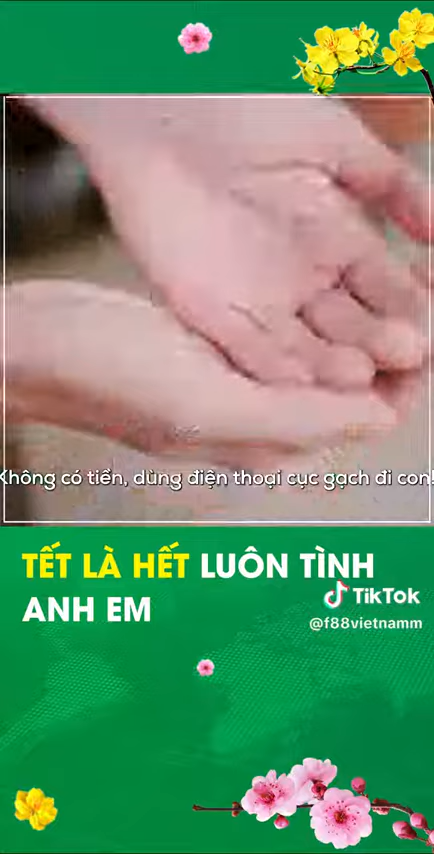 Không có tiền, dùng điện thoại cục gạch đi con!
TẾT LÀ HẾT LUÔN TÌNH
ANH EM
TikTok
@f88vietnamm